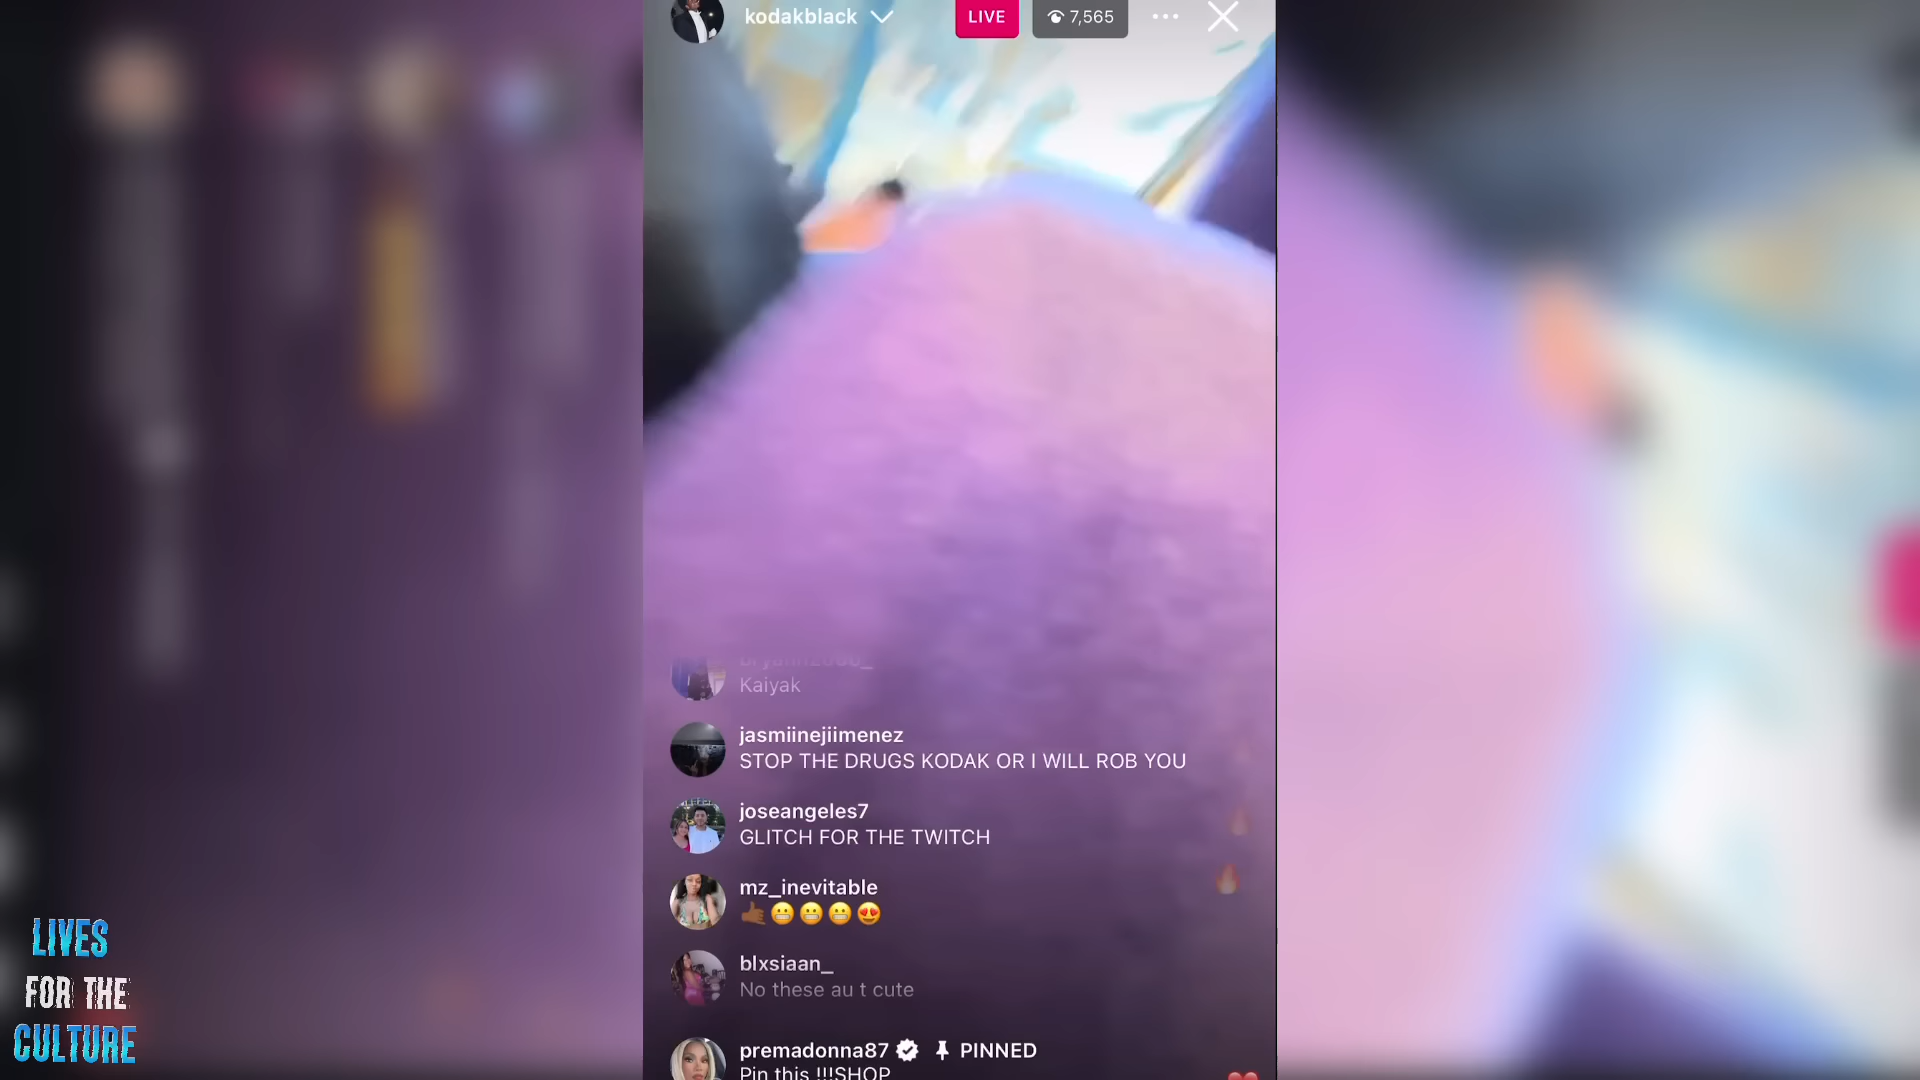 kodakblack
LIVE
7,565
Kaiyak
jasmiinejiimenez
STOP THE DRUGS KODAK OR I WILL ROB YOU
joseangeles7
GLITCH FOR THE TWITCH
mz_inevitable
🤙🏾😬😬😬😍
blxsiaan_
No these au t cute
premadonna87 PINNED
Pin this !!!SHOP
LIVES
FOR THE
CULTURE